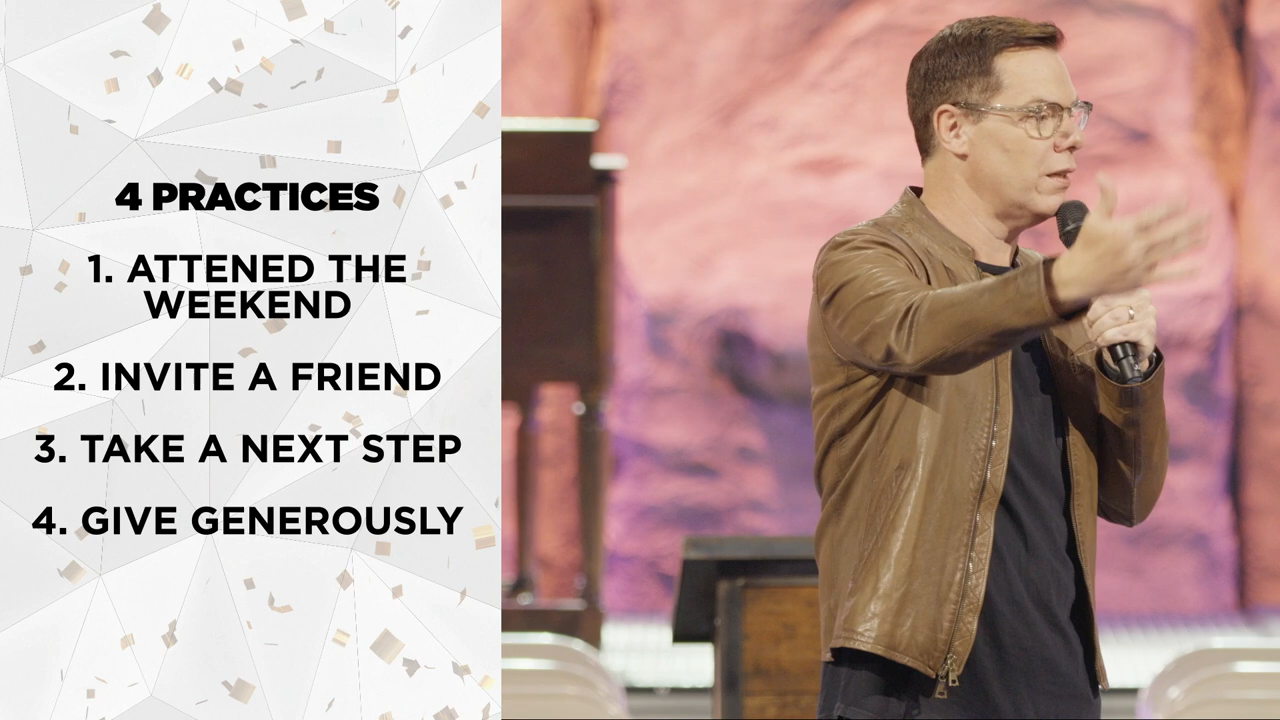 4 PRACTICES
1. ATTENED THE
WEEKEND
2. INVITE A FRIEND
3. TAKE A NEXT STEP
4. GIVE GENEROUSLY